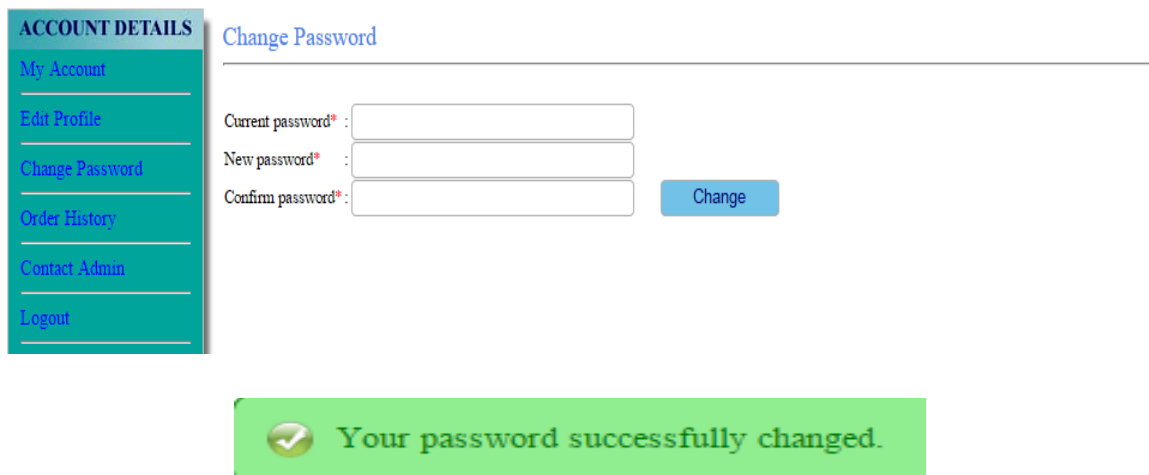 ACCOUNT DETAILS
My Account
Edit Profile
Change Password
Order History
Contact Admin
Logout
Change Password
Current password* :
New password* :
Confirm password* :
Change
Your password successfully changed.